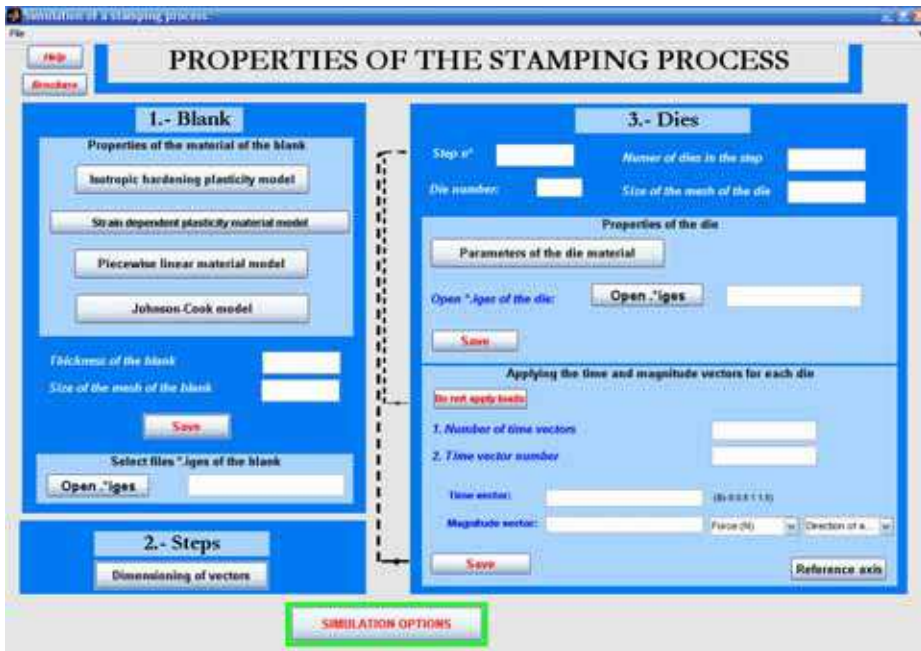 Simulation of a stamping process
File
Help
Brochure
PROPERTIES OF THE STAMPING PROCESS
1.- Blank
Properties of the material of the blank
Isotropic hardening plasticity model
Strain dependent plasticity material model
Piecewise linear material model
Johnson-Cook model
Thickness of the blank
Size of the mesh of the blank
Save
Select files *.iges of the blank
Open .*iges
2.- Steps
Dimensioning of vectors
3.- Dies
Step nº
Numer of dies in the step
Die number:
Size of the mesh of the die
Properties of the die
Parameters of the die material
Open *.iges of the die:
Open .*iges
Save
Applying the time and magnitude vectors for each die
Do not apply loads
1. Number of time vectors
2. Time vector number
Time vector:
Magnitude vector:
Force (N)
Direction of a...
Save
Reference axis
SIMULATION OPTIONS